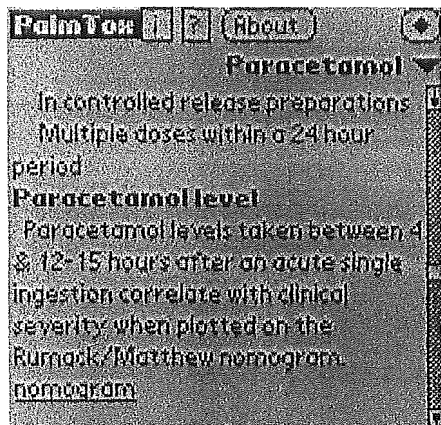 PalmTox i ? About
Paracetamol
In controlled release preparations
Multiple doses within a 24 hour
period
Paracetamol level
Paracetamol levels taken between 4
& 12-15 hours after an acute single
ingestion correlate with clinical
severity when plotted on the
Rumack/Matthew nomogram.
nomogram